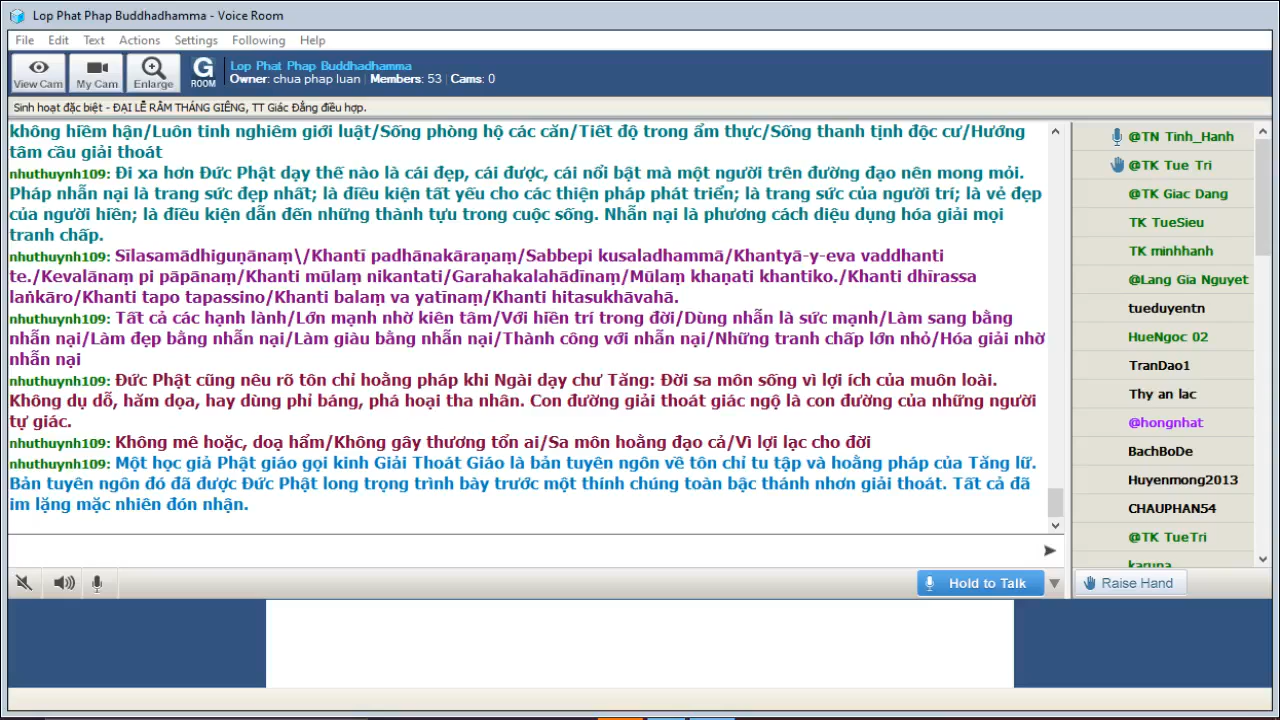 Lop Phat Phap Buddhadhamma - Voice Room
File Edit Text Actions Settings Following Help
View Cam My Cam Enlarge G ROOM
Lop Phat Phap Buddhadhamma
Owner: chua phap luan | Members: 53 | Cams: 0
Sinh hoạt đặc biệt - ĐẠI LỄ RẰM THÁNG GIÊNG, TT Giác Đẳng điều hợp.
không hiềm hận/Luôn tinh nghiêm giới luật/Sống phòng hộ các căn/Tiết độ trong ẩm thực/Sống thanh tịnh độc cư/Hướng
tâm cầu giải thoát
nhuthuynh109: Đi xa hơn Đức Phật dạy thế nào là cái đẹp, cái được, cái nổi bật mà một người trên đường đạo nên mong mỏi.
Pháp nhẫn nại là trang sức đẹp nhất; là điều kiện tất yếu cho các thiện pháp phát triển; là trang sức của người trí; là vẻ đẹp
của người hiền; là điều kiện dẫn đến những thành tựu trong cuộc sống. Nhẫn nại là phương cách diệu dụng hóa giải mọi
tranh chấp.
nhuthuynh109: Sīlasamādhiguṇānaṃ\/Khantī padhānakāraṇaṃ/Sabbepi kusaladhammā/Khantyā-y-eva vaddhanti
te./Kevalānaṃ pi pāpānaṃ/Khanti mūlaṃ nikantati/Garahakalahādīnaṃ/Mūlaṃ khaṇati khantiko./Khanti dhīrassa
laṅkāro/Khanti tapo tapassino/Khanti balaṃ va yatīnaṃ/Khanti hitasukhāvahā.
nhuthuynh109: Tất cả các hạnh lành/Lớn mạnh nhờ kiên tâm/Với hiền trí trong đời/Dùng nhẫn là sức mạnh/Làm sang bằng
nhẫn nại/Làm đẹp bằng nhẫn nại/Làm giàu bằng nhẫn nại/Thành công với nhẫn nại/Những tranh chấp lớn nhỏ/Hóa giải nhờ
nhẫn nại
nhuthuynh109: Đức Phật cũng nêu rõ tôn chỉ hoằng pháp khi Ngài dạy chư Tăng: Đời sa môn sống vì lợi ích của muôn loài.
Không dụ dỗ, hăm dọa, hay dùng phỉ báng, phá hoại tha nhân. Con đường giải thoát giác ngộ là con đường của những người
tự giác.
nhuthuynh109: Không mê hoặc, doạ hẩm/Không gây thương tổn ai/Sa môn hoằng đạo cả/Vì lợi lạc cho đời
nhuthuynh109: Một học giả Phật giáo gọi kinh Giải Thoát Giáo là bản tuyên ngôn về tôn chỉ tu tập và hoằng pháp của Tăng lữ.
Bản tuyên ngôn đó đã được Đức Phật long trọng trình bày trước một thính chúng toàn bậc thánh nhơn giải thoát. Tất cả đã
im lặng mặc nhiên đón nhận.
@TN Tinh_Hanh
@TK Tue Tri
@TK Giac Dang
TK TueSieu
TK minhhanh
@Lang Gia Nguyet
tueduyentn
HueNgoc 02
TranDao1
Thy an lac
@hongnhat
BachBoDe
Huyenmong2013
CHAUPHAN54
@TK TueTri
karuna
Hold to Talk
Raise Hand